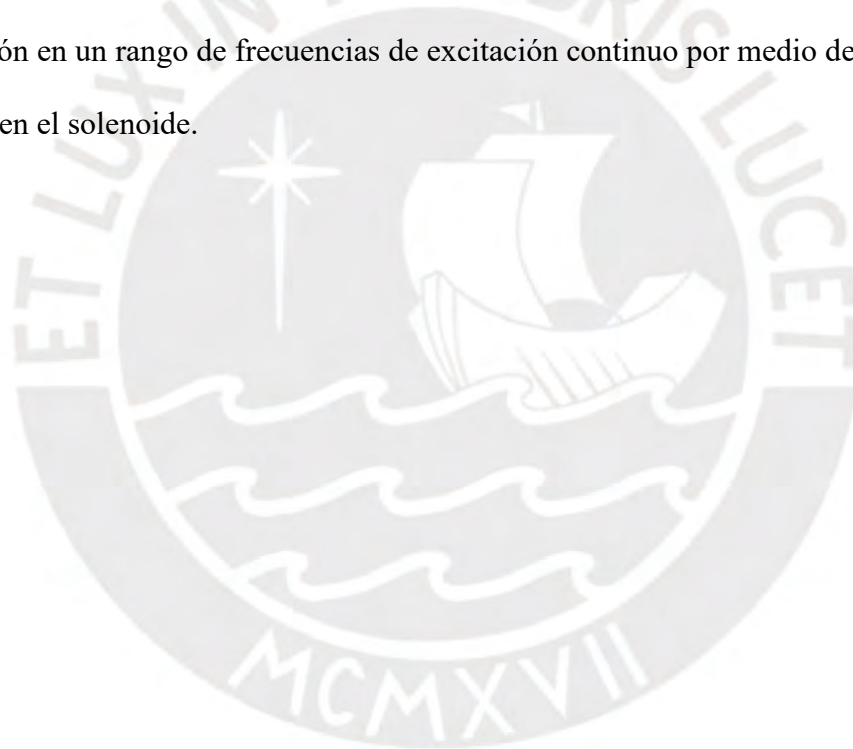 ón en un rango de frecuencias de excitación continuo por medio de
en el solenoide.
ET LUX IN BRIS LUCET
MCMXVII